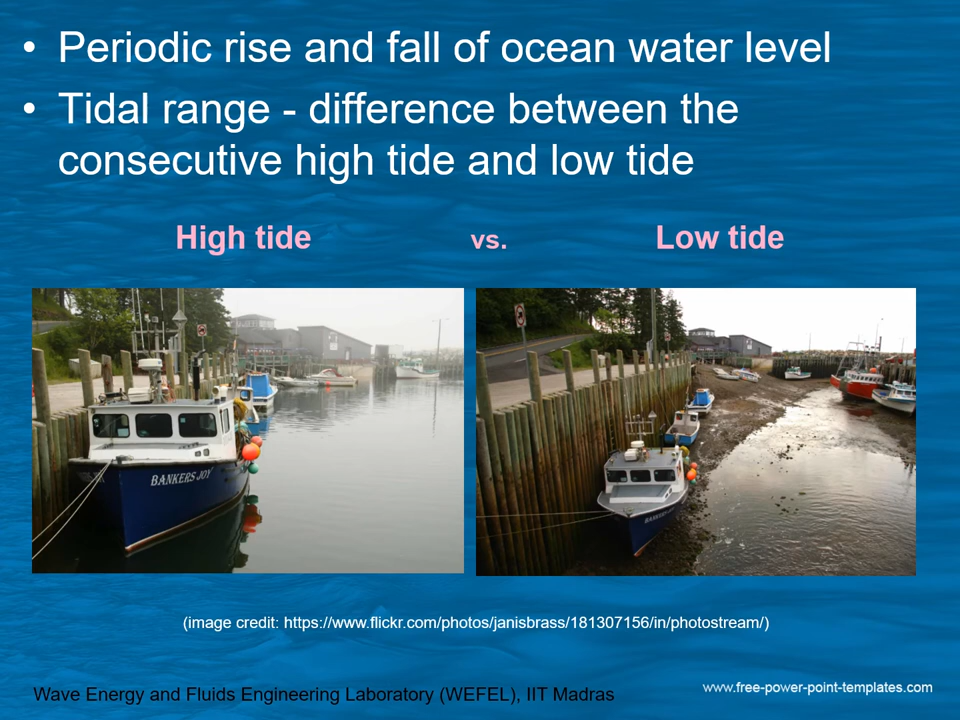 • Periodic rise and fall of ocean water level
• Tidal range - difference between the
consecutive high tide and low tide
High tide vs. Low tide
BANKERS JOY
(image credit: https://www.flickr.com/photos/janisbrass/181307156/in/photostream/)
Wave Energy and Fluids Engineering Laboratory (WEFEL), IIT Madras
www.free-power-point-templates.com